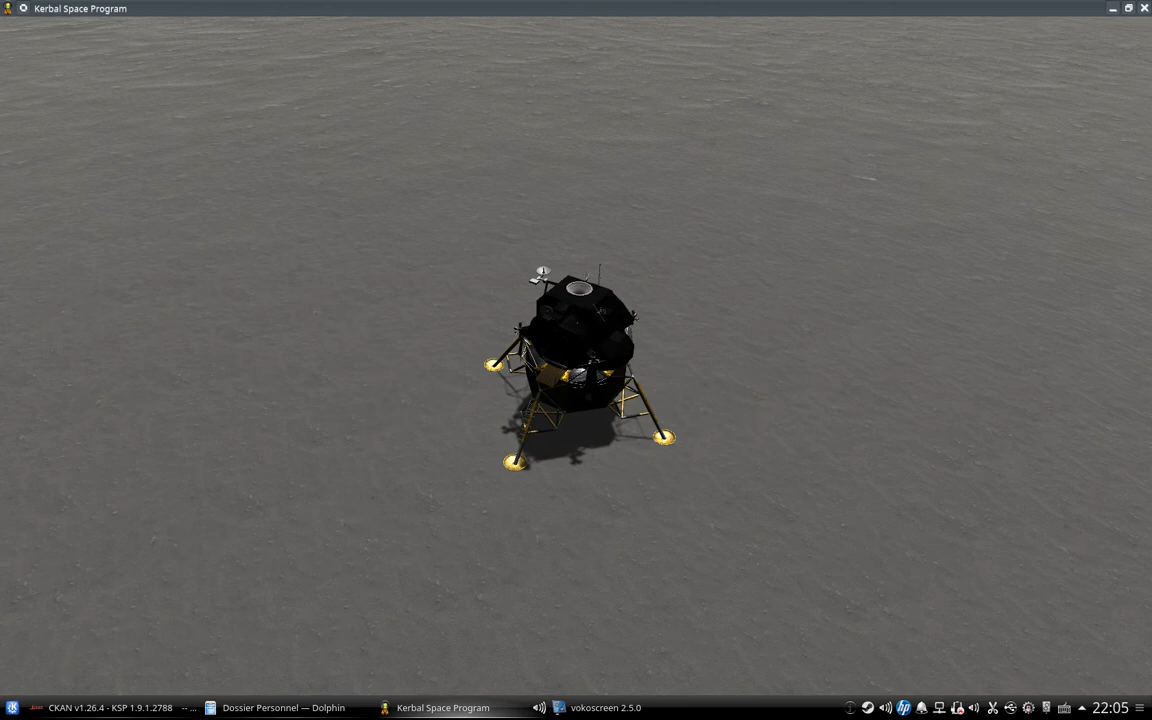 Kerbal Space Program
CKAN v1.26.4 - KSP 1.9.1.2788 -- ...
Dossier Personnel — Dolphin
Kerbal Space Program
vokoscreen 2.5.0
hp
22:05